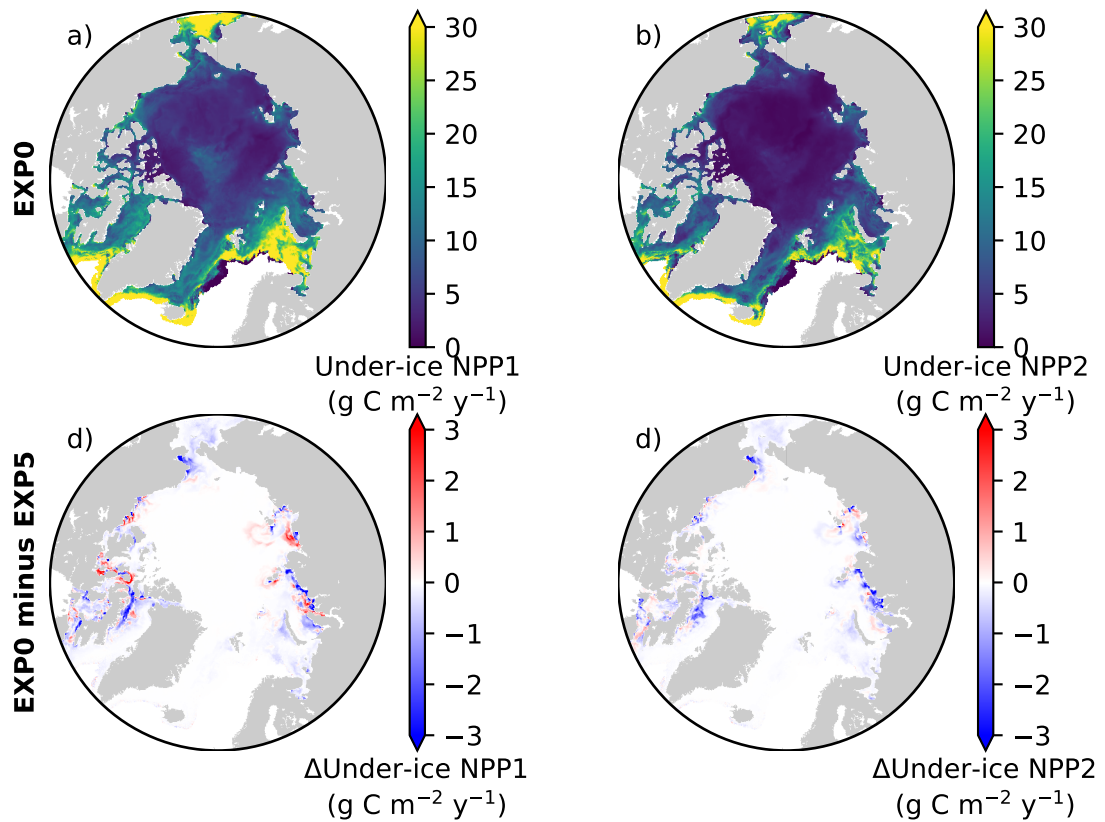 a)
30
25
20
15
10
5
0
Under-ice NPP1
(g C m⁻² y⁻¹)
b)
30
25
20
15
10
5
0
Under-ice NPP2
(g C m⁻² y⁻¹)
EXP0
d)
3
2
1
0
−1
−2
−3
ΔUnder-ice NPP1
(g C m⁻² y⁻¹)
d)
3
2
1
0
−1
−2
−3
ΔUnder-ice NPP2
(g C m⁻² y⁻¹)
EXP0 minus EXP5